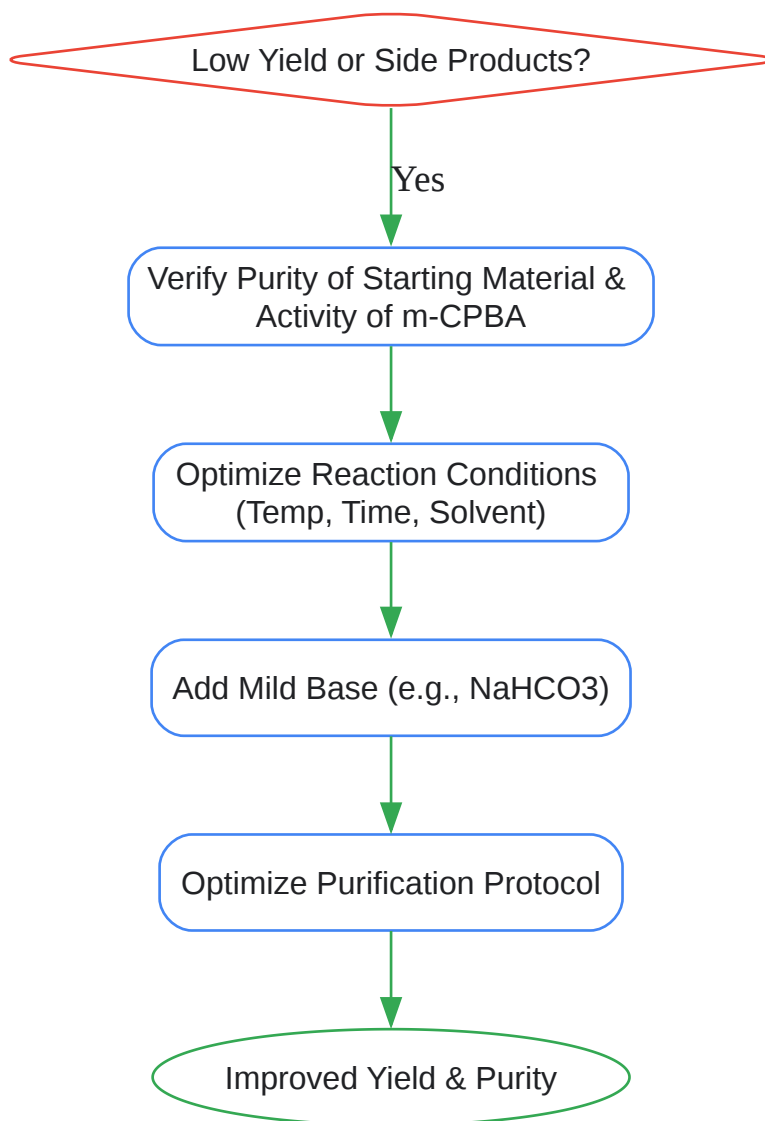 Low Yield or Side Products?
Yes
Verify Purity of Starting Material &
Activity of m-CPBA
Optimize Reaction Conditions
(Temp, Time, Solvent)
Add Mild Base (e.g., NaHCO3)
Optimize Purification Protocol
Improved Yield & Purity